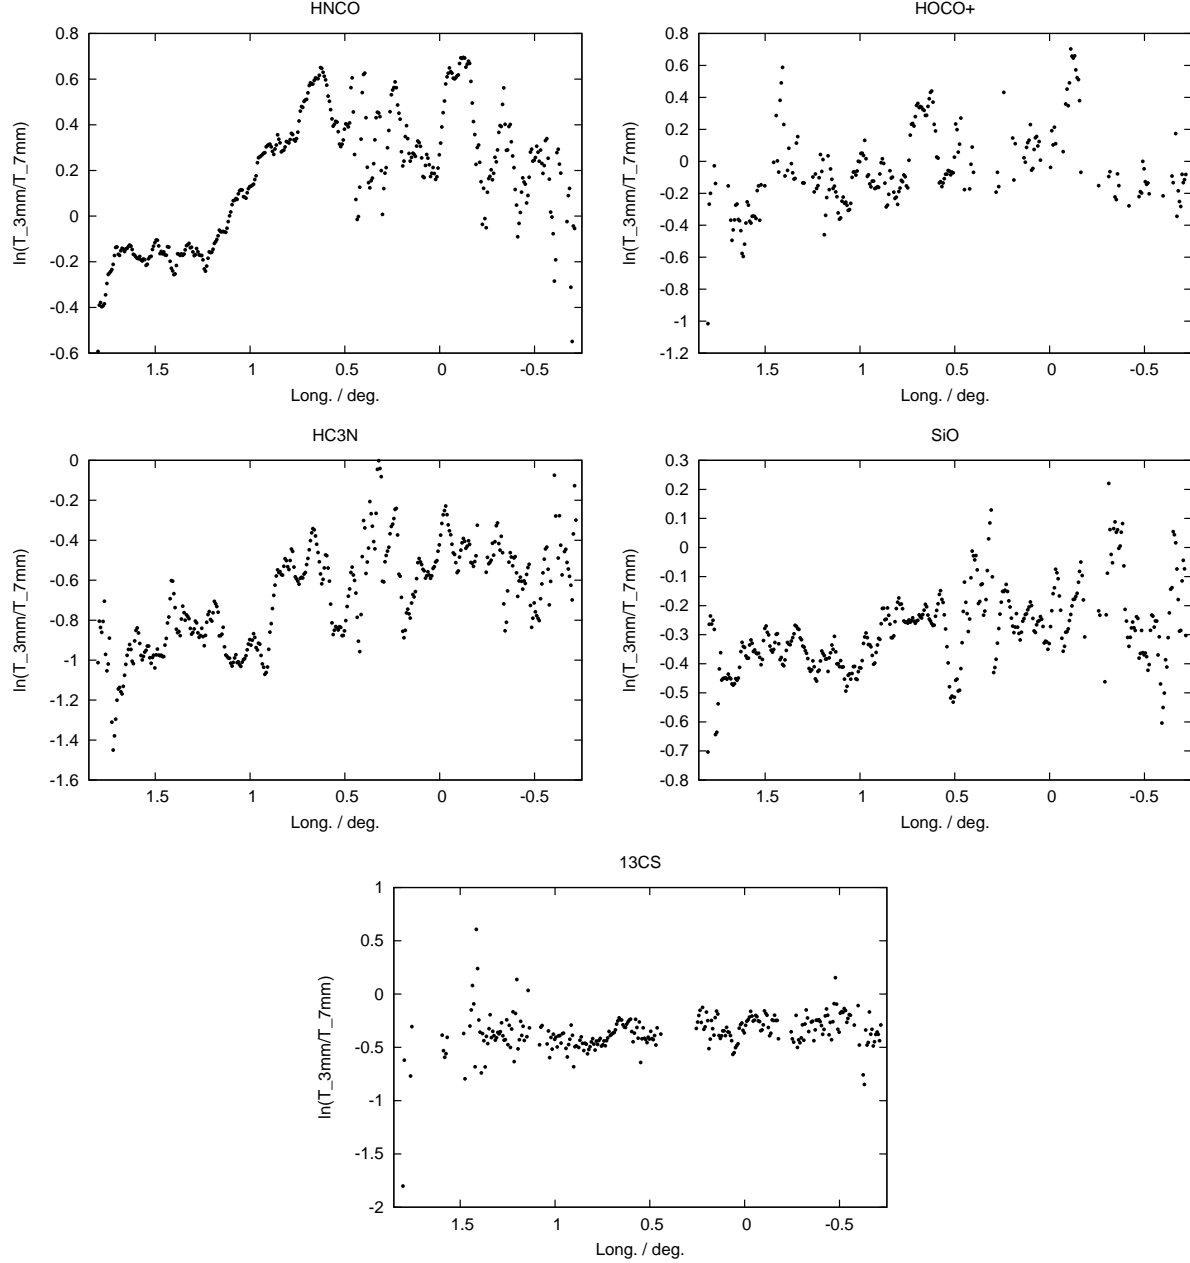 HNCO
0.8
0.6
0.4
0.2
0
-0.2
-0.4
-0.6
ln(T_3mm/T_7mm)
1.5 1 0.5 0 -0.5
Long. / deg.
HOCO+
0.8
0.6
0.4
0.2
0
-0.2
-0.4
-0.6
-0.8
-1
-1.2
ln(T_3mm/T_7mm)
1.5 1 0.5 0 -0.5
Long. / deg.
HC3N
0
-0.2
-0.4
-0.6
-0.8
-1
-1.2
-1.4
-1.6
ln(T_3mm/T_7mm)
1.5 1 0.5 0 -0.5
Long. / deg.
SiO
0.3
0.2
0.1
0
-0.1
-0.2
-0.3
-0.4
-0.5
-0.6
-0.7
-0.8
ln(T_3mm/T_7mm)
1.5 1 0.5 0 -0.5
Long. / deg.
13CS
1
0.5
0
-0.5
-1
-1.5
-2
ln(T_3mm/T_7mm)
1.5 1 0.5 0 -0.5
Long. / deg.